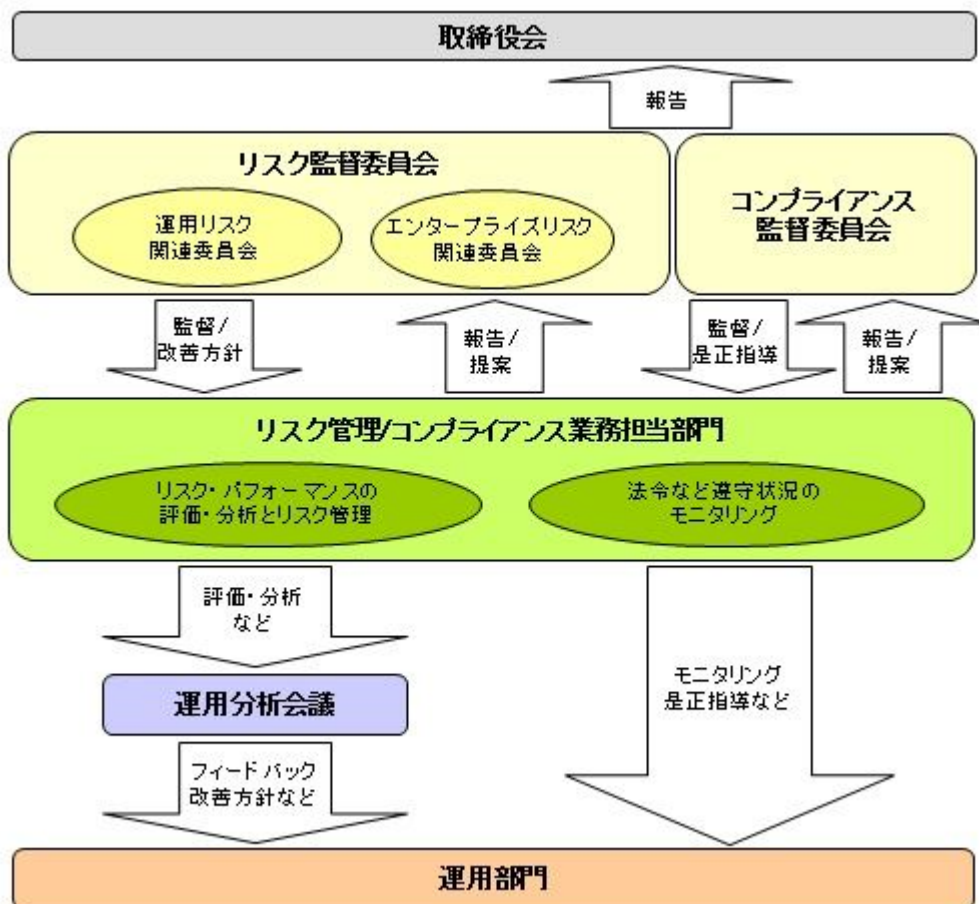 取締役会
報告
リスク監督委員会
運用リスク
関連委員会
エンタープライズリスク
関連委員会
コンプライアンス
監督委員会
監督/
改善方針
報告/
提案
監督/
是正指導
報告/
提案
リスク管理/コンプライアンス業務担当部門
リスク・パフォーマンスの
評価・分析とリスク管理
法令など遵守状況の
モニタリング
評価・分析
など
運用分析会議
モニタリング
是正指導など
フィードバック
改善方針など
運用部門